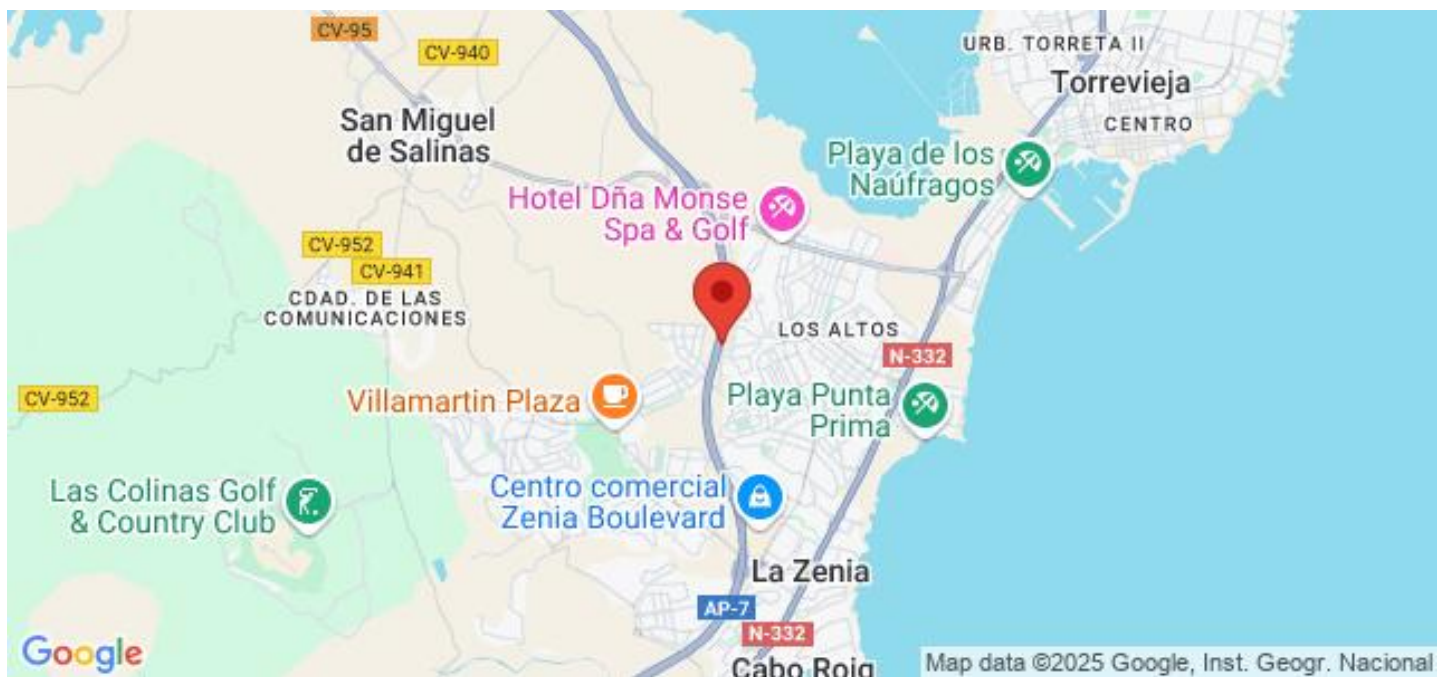 CV-95
CV-940
URB. TORRETA II
Torrevieja
CENTRO
San Miguel
de Salinas
Playa de los
Naúfragos
Hotel Dña Monse
Spa & Golf
CV-952
CV-941
CDAD. DE LAS
COMUNICACIONES
LOS ALTOS
N-332
CV-952
Villamartin Plaza
Playa Punta
Prima
Las Colinas Golf
& Country Club
Centro comercial
Zenia Boulevard
La Zenia
AP-7
N-332
Cabo Roig
Google
Map data ©2025 Google, Inst. Geogr. Nacional